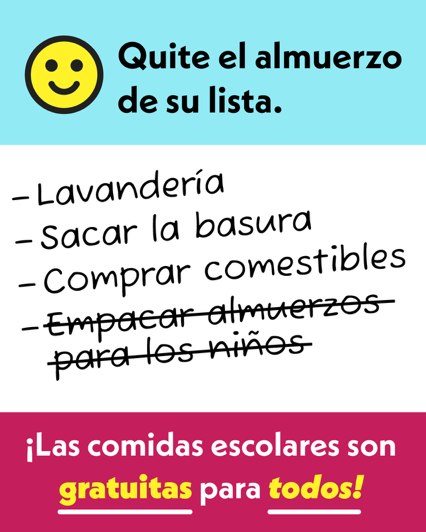 Quite el almuerzo
de su lista.
– Lavandería
– Sacar la basura
– Comprar comestibles
– Empacar almuerzos
para los niños
¡Las comidas escolares son
gratuitas para todos!